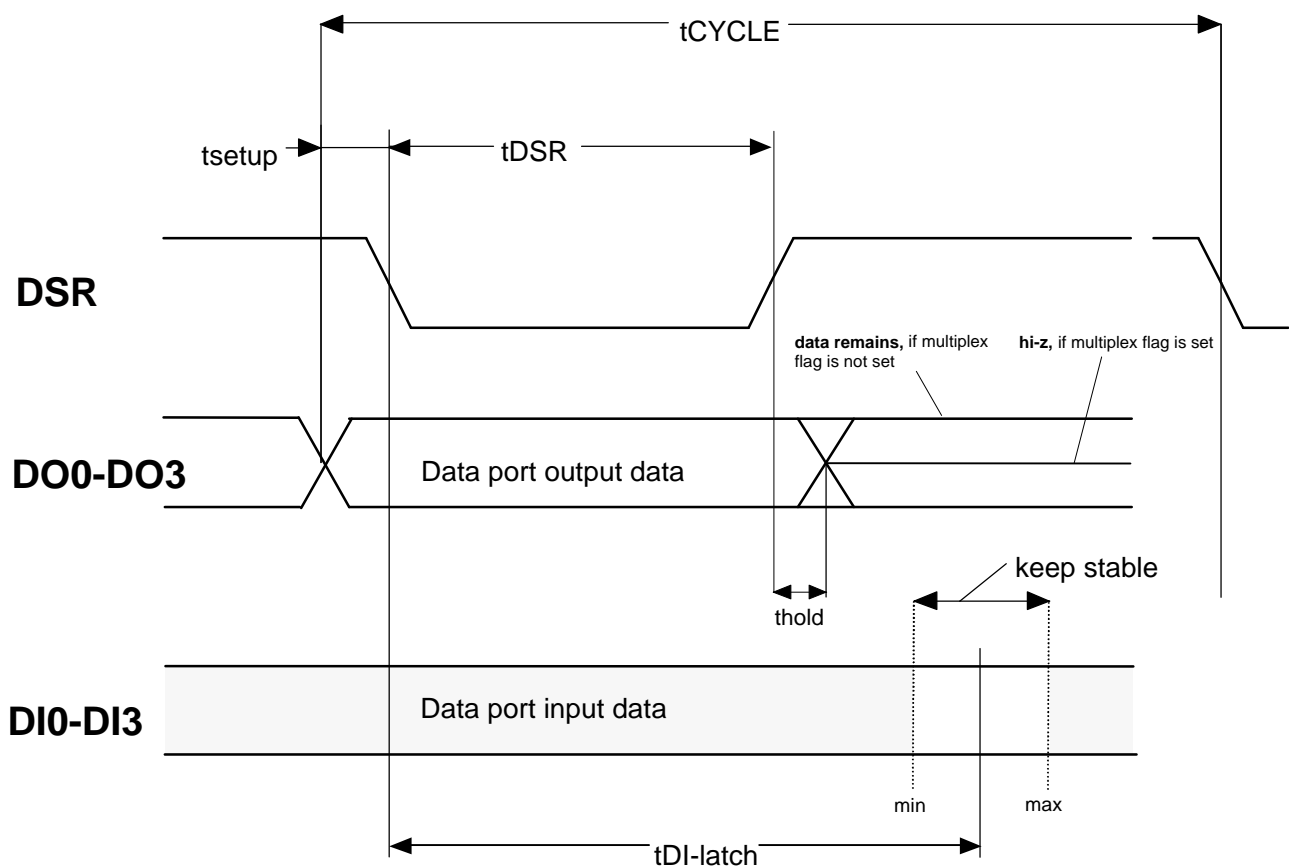 tCYCLE
tsetup
tDSR
DSR
data remains, if multiplex
flag is not set
hi-z, if multiplex flag is set
DO0-DO3
Data port output data
keep stable
thold
DI0-DI3
Data port input data
min
max
tDI-latch